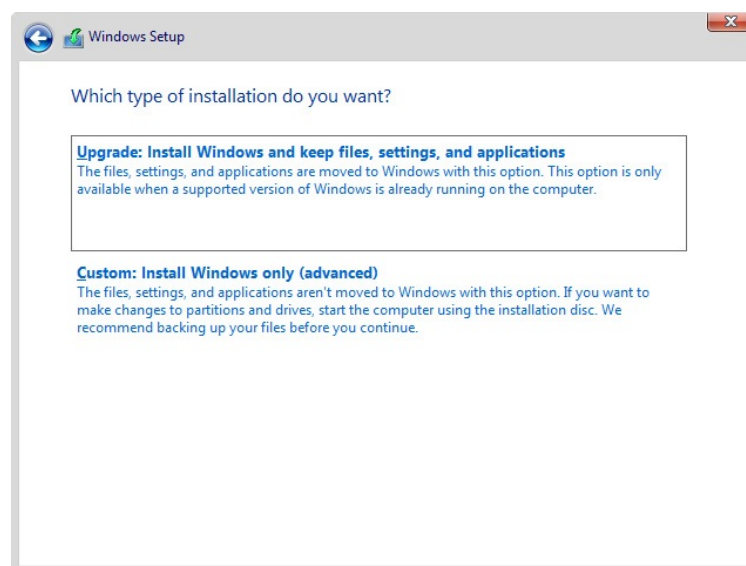 Windows Setup
Which type of installation do you want?
Upgrade: Install Windows and keep files, settings, and applications
The files, settings, and applications are moved to Windows with this option. This option is only
available when a supported version of Windows is already running on the computer.
Custom: Install Windows only (advanced)
The files, settings, and applications aren't moved to Windows with this option. If you want to
make changes to partitions and drives, start the computer using the installation disc. We
recommend backing up your files before you continue.